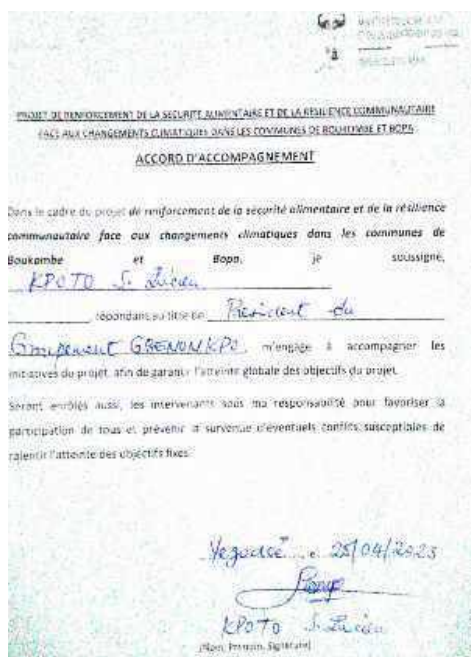 PROJET DE RENFORCEMENT DE LA SECURITE ALIMENTAIRE ET DE LA RESILIENCE COMMUNAUTAIRE
FACE AUX CHANGEMENTS CLIMATIQUES DANS LES COMMUNES DE BOUKOMBE ET BOPA
ACCORD D'ACCOMPAGNEMENT
Dans le cadre du projet de renforcement de la sécurité alimentaire et de la résilience
communautaire face aux changements climatiques dans les communes de
Boukombe et Bopa, je soussigné,
KPOTO S. Lucien
répondant au titre de Président du
Groupement GBENONKPO, m'engage à accompagner les
initiatives du projet, afin de garantir l'atteinte globale des objectifs du projet.
Seront enrôlés aussi, les intervenants sous ma responsabilité pour favoriser la
participation de tous et prévenir la survenue d'éventuels conflits susceptibles de
ralentir l'atteinte des objectifs fixés.
25/04/2023
KPOTO S. Lucien
(Nom, Prénom, Signature)